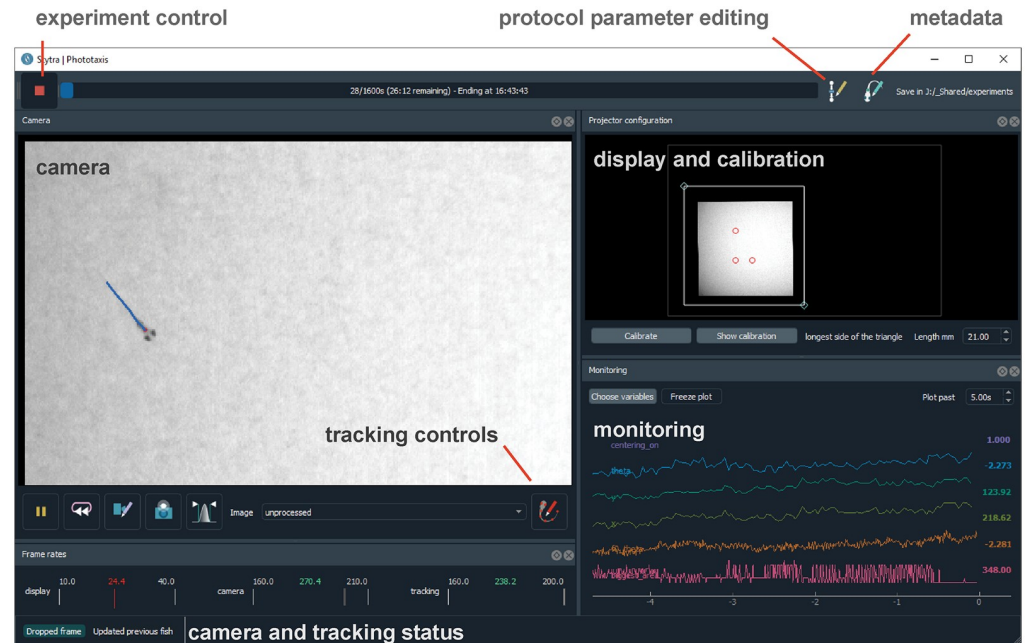 experiment control
protocol parameter editing
metadata
Stytra | Phototaxis
28/1600s (26:12 remaining) - Ending at 16:43:43
Save in J:/_Shared/experiments
Camera
Projector configuration
camera
display and calibration
Calibrate
Show calibration
longest side of the triangle
Length mm
21.00
Monitoring
Choose variables
Freeze plot
Plot past
5.00s
monitoring
centering_on
1.000
theta
-2.273
y
123.92
x
218.62
-2.281
348.00
-4 -3 -2 -1 0
tracking controls
Image
unprocessed
Frame rates
10.0 24.4 40.0 160.0 270.4 210.0 160.0 238.2 200.0
display camera tracking
Dropped frame
Updated previous fish
camera and tracking status